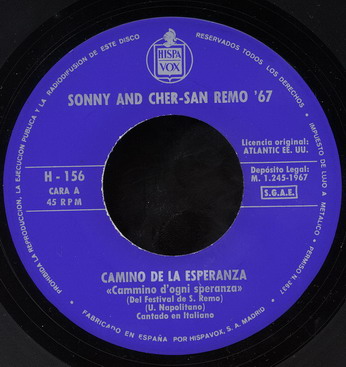 PROHIBIDA LA REPRODUCCION, LA EJECUCION PUBLICA Y LA RADIODIFUSION DE ESTE DISCO
RESERVADOS TODOS LOS DERECHOS
IMPUESTO DE LUJO A METALICO • PERMISO N.º 2637
HISPA
VOX
SONNY AND CHER-SAN REMO '67
Licencia original:
ATLANTIC EE. UU.
H - 156
CARA A
45 RPM
Depósito Legal:
M. 1.245-1967
S.G.A.E.
CAMINO DE LA ESPERANZA
«Cammino d'ogni speranza»
(Del Festival de S. Remo)
(U. Napolitano)
Cantado en Italiano
FABRICADO EN ESPAÑA POR HISPAVOX, S. A. MADRID